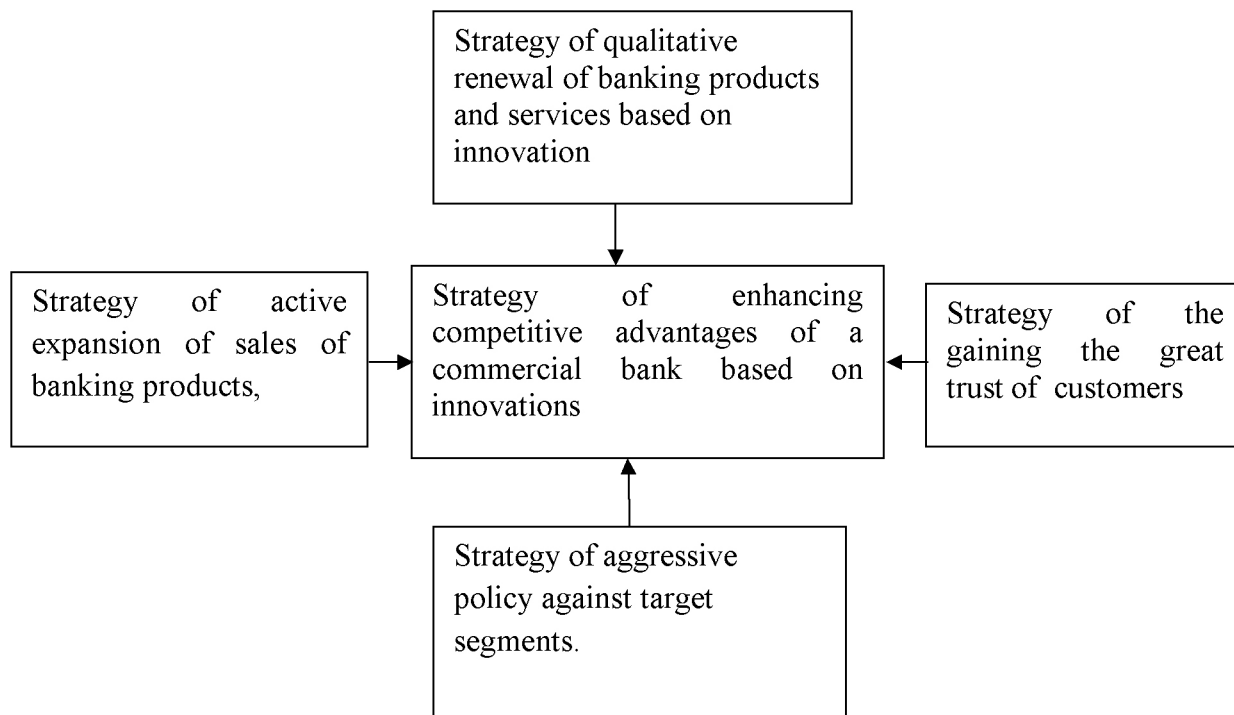 Strategy of qualitative
renewal of banking products
and services based on
innovation
Strategy of active
expansion of sales of
banking products,
Strategy of enhancing
competitive advantages of a
commercial bank based on
innovations
Strategy of the
gaining the great
trust of customers
Strategy of aggressive
policy against target
segments.